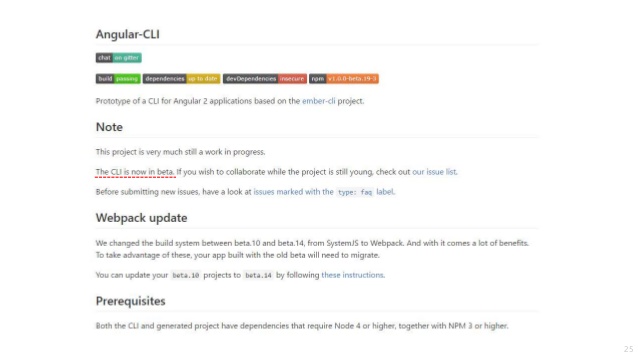 Angular-CLI
chat on gitter
build passing dependencies up to date devDependencies insecure npm v1.0.0-beta.19-3
Prototype of a CLI for Angular 2 applications based on the ember-cli project.
Note
This project is very much still a work in progress.
The CLI is now in beta. If you wish to collaborate while the project is still young, check out our issue list.
Before submitting new issues, have a look at issues marked with the type: faq label.
Webpack update
We changed the build system between beta.10 and beta.14, from SystemJS to Webpack. And with it comes a lot of benefits.
To take advantage of these, your app built with the old beta will need to migrate.
You can update your beta.10 projects to beta.14 by following these instructions.
Prerequisites
Both the CLI and generated project have dependencies that require Node 4 or higher, together with NPM 3 or higher.
25